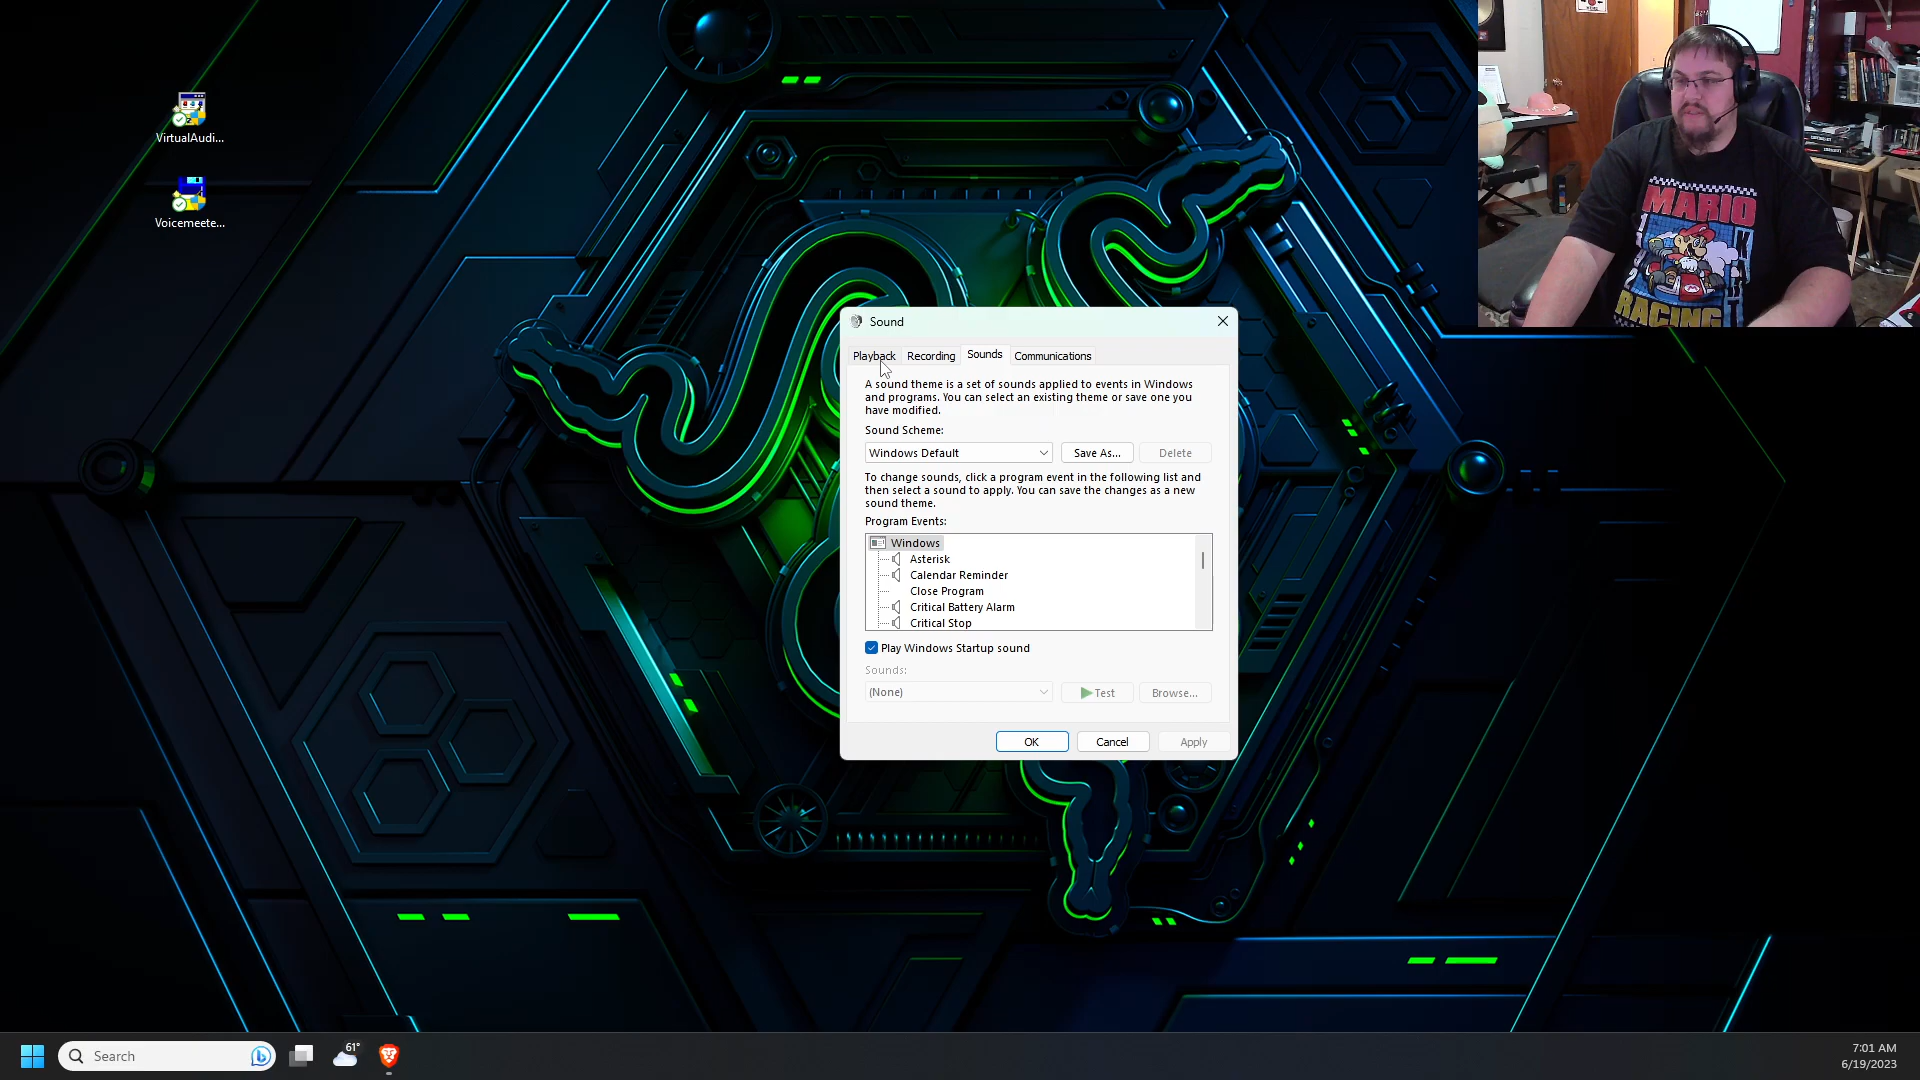 VirtualAudi...
Voicemeete...
MARIO
KART
RACING
Sound
Playback
Recording
Sounds
Communications
A sound theme is a set of sounds applied to events in Windows
and programs. You can select an existing theme or save one you
have modified.
Sound Scheme:
Windows Default
Save As...
Delete
To change sounds, click a program event in the following list and
then select a sound to apply. You can save the changes as a new
sound theme.
Program Events:
Windows
Asterisk
Calendar Reminder
Close Program
Critical Battery Alarm
Critical Stop
Play Windows Startup sound
Sounds:
(None)
Test
Browse...
OK
Cancel
Apply
Search
61°
7:01 AM
6/19/2023